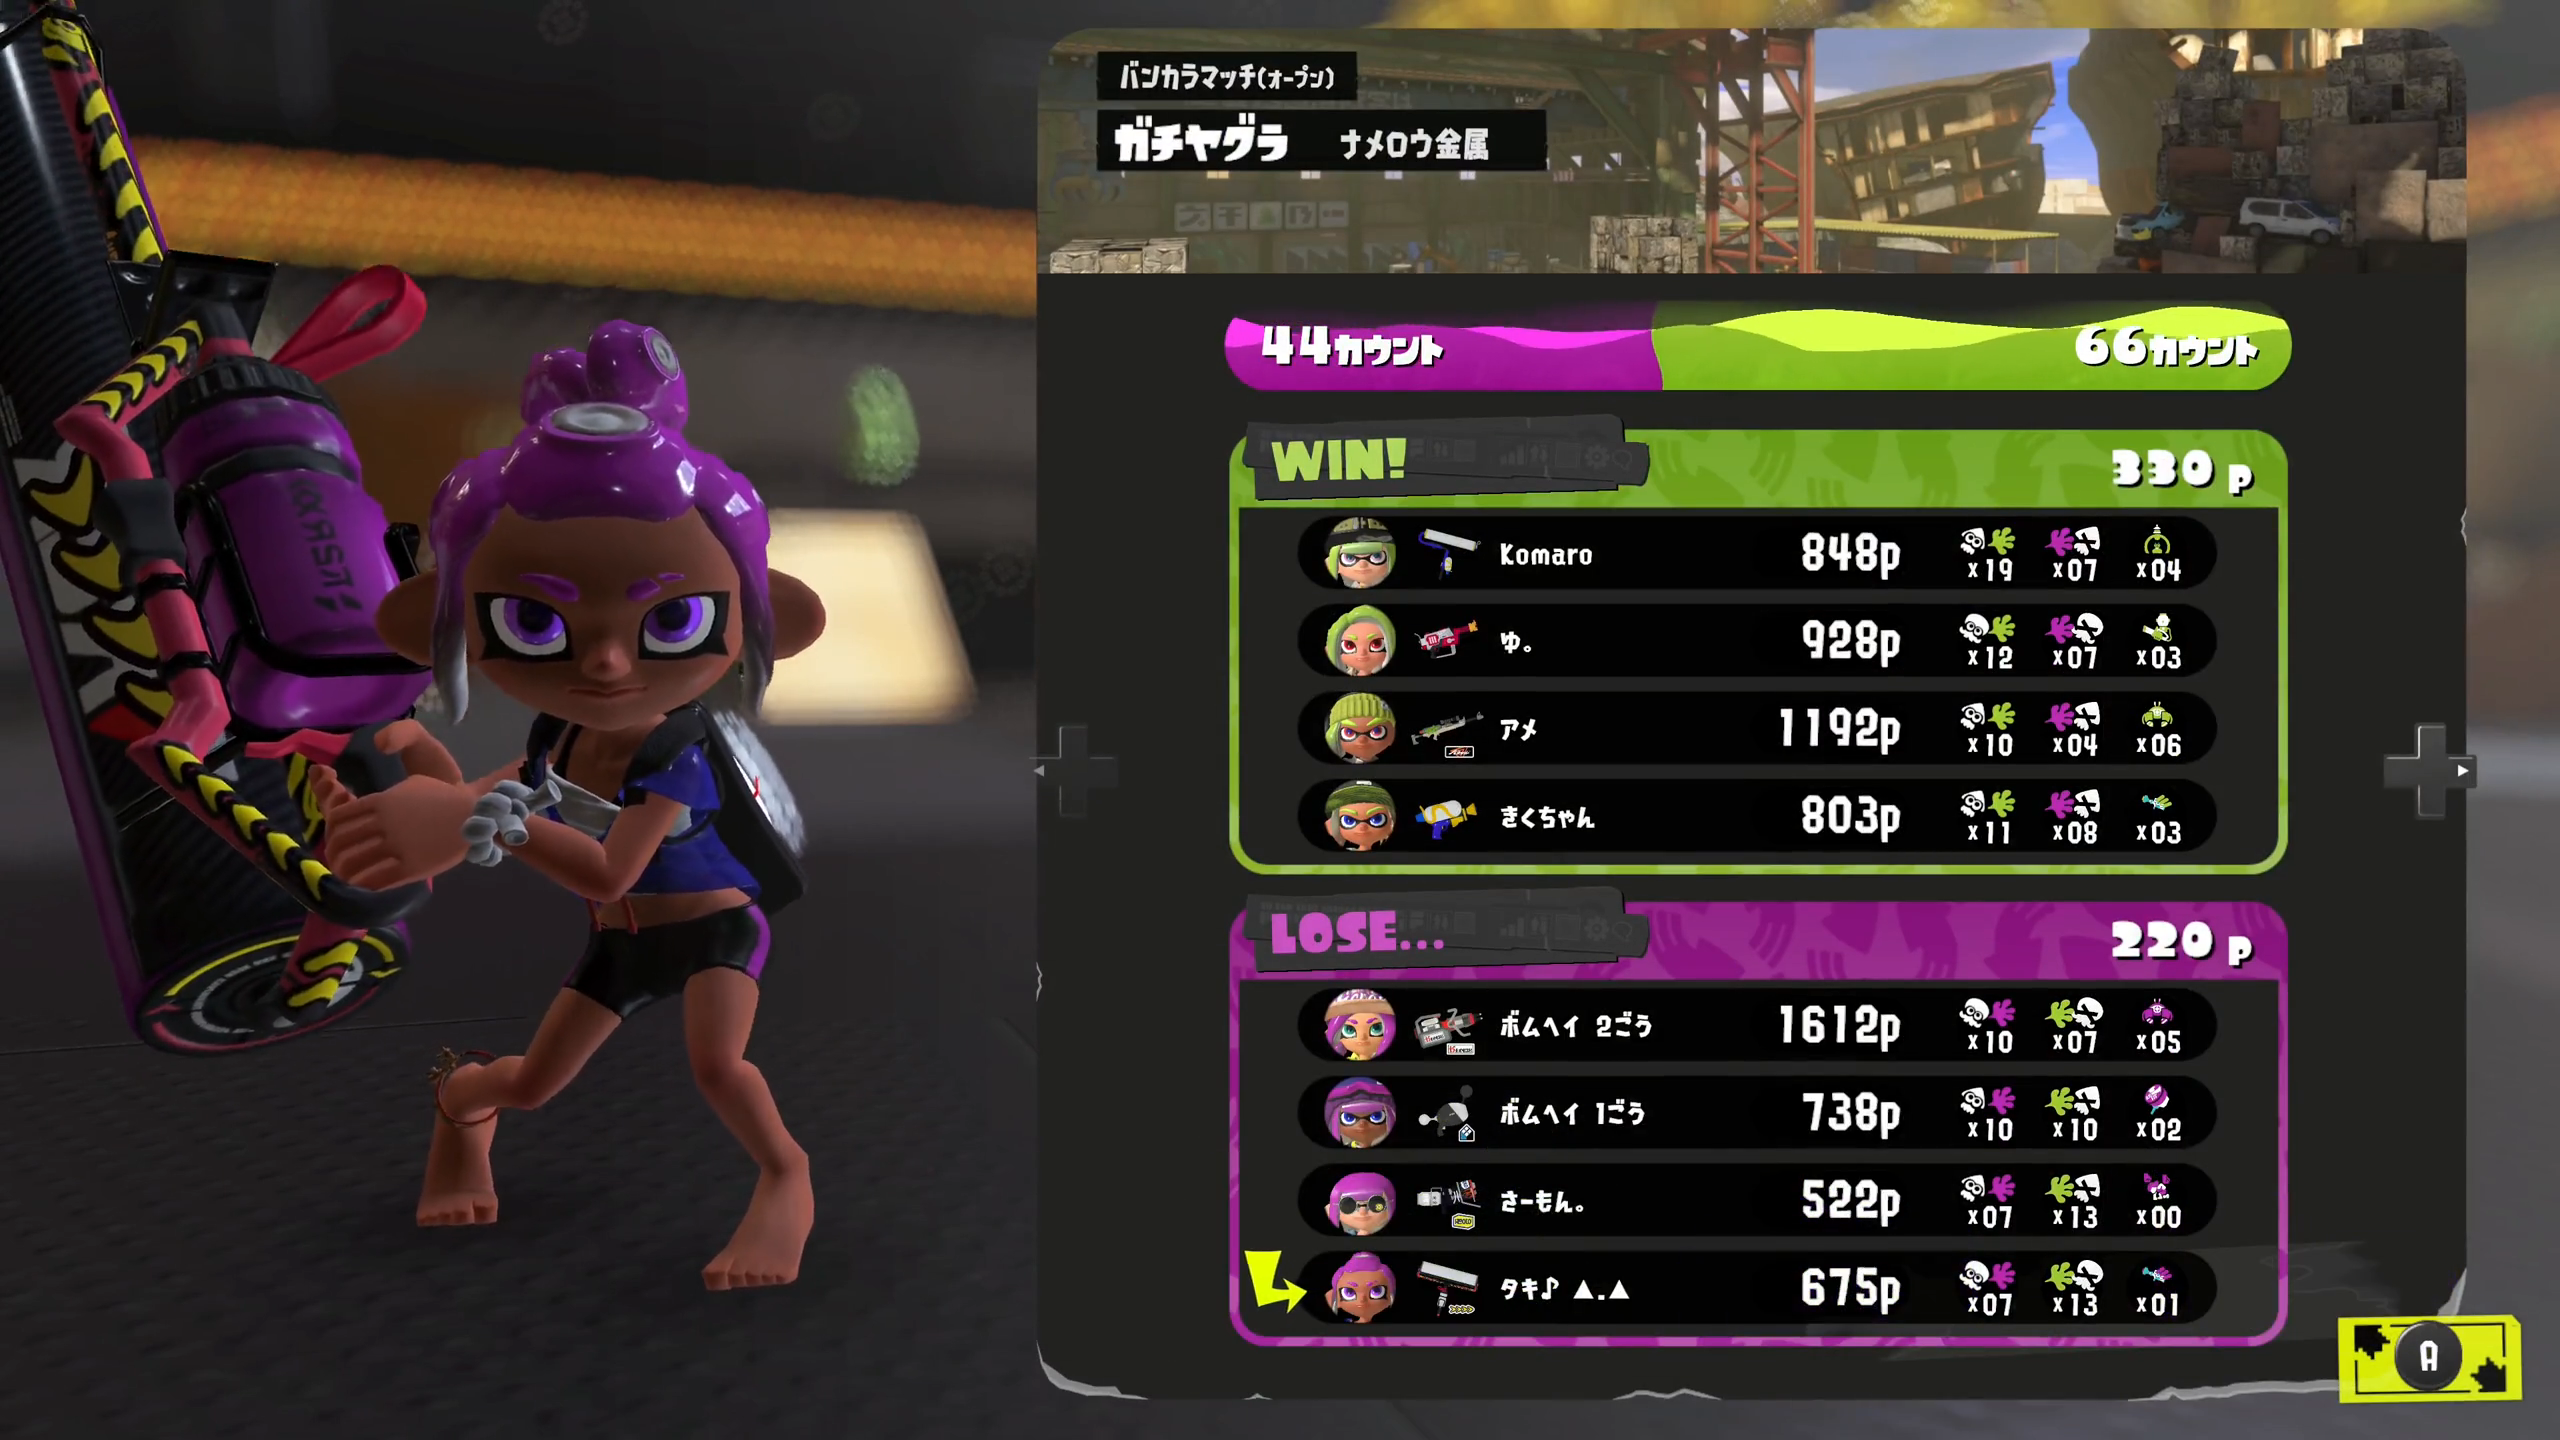 バンカラマッチ(オープン)
ガチヤグラ ナメロウ金属
44カウント 66カウント
WIN! 330 p
Komaro 848p x19 x07 x04
ゆ。 928p x12 x07 x03
アメ 1192p x10 x04 x06
きくちゃん 803p x11 x08 x03
LOSE... 220 p
ボムヘイ 2ごう 1612p x10 x07 x05
ボムヘイ 1ごう 738p x10 x10 x02
さーもん。 522p x07 x13 x00
タキ♪ ▲.▲ 675p x07 x13 x01
A